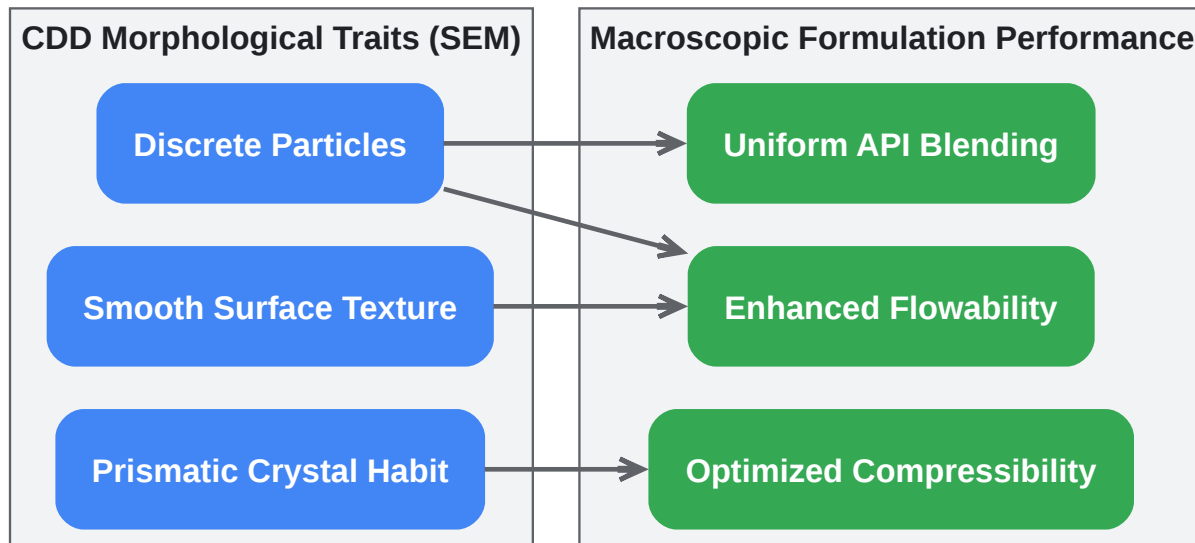 CDD Morphological Traits (SEM)
Discrete Particles
Smooth Surface Texture
Prismatic Crystal Habit
Macroscopic Formulation Performance
Uniform API Blending
Enhanced Flowability
Optimized Compressibility